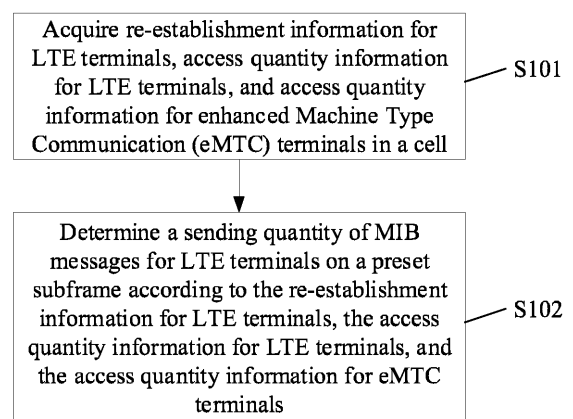 Acquire re-establishment information for
LTE terminals, access quantity information
for LTE terminals, and access quantity
information for enhanced Machine Type
Communication (eMTC) terminals in a cell
S101
Determine a sending quantity of MIB
messages for LTE terminals on a preset
subframe according to the re-establishment
information for LTE terminals, the access
quantity information for LTE terminals, and
the access quantity information for eMTC
terminals
S102